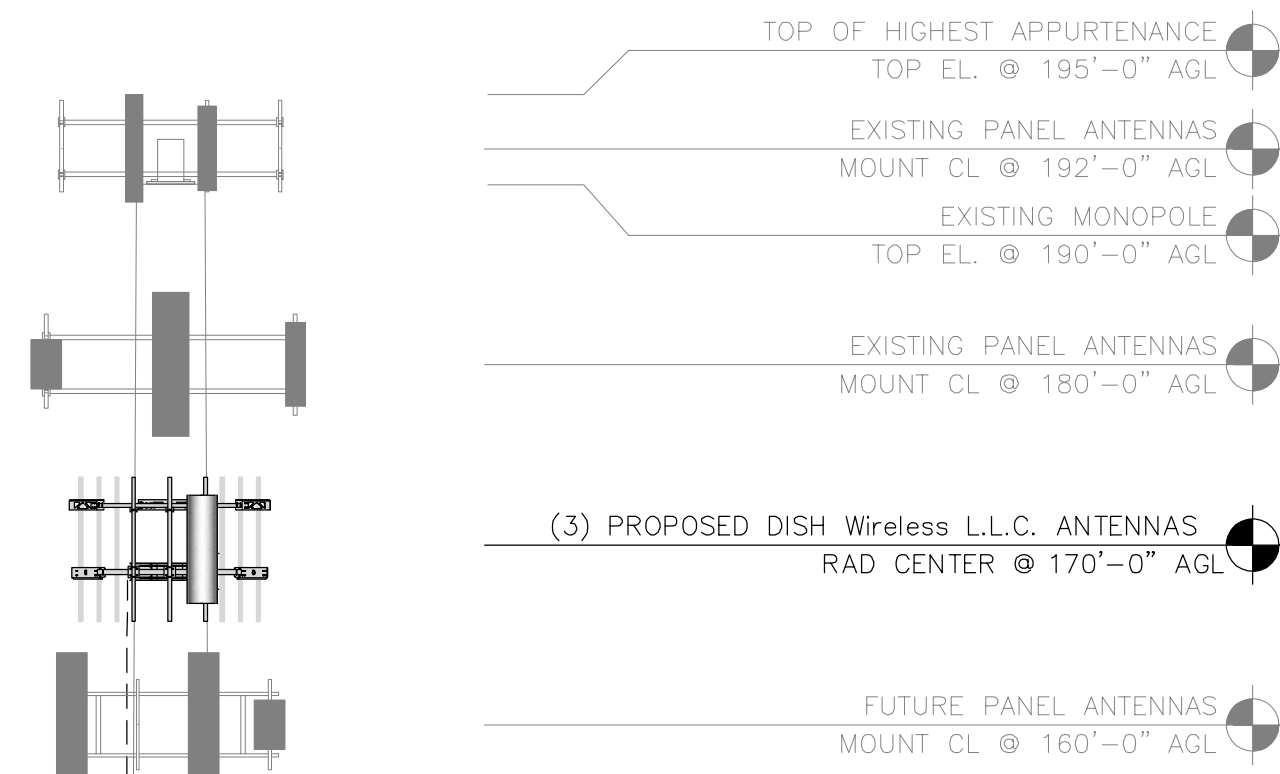 TOP OF HIGHEST APPURTENANCE
TOP EL. @ 195'-0" AGL
EXISTING PANEL ANTENNAS
MOUNT CL @ 192'-0" AGL
EXISTING MONOPOLE
TOP EL. @ 190'-0" AGL
EXISTING PANEL ANTENNAS
MOUNT CL @ 180'-0" AGL
(3) PROPOSED DISH Wireless L.L.C. ANTENNAS
RAD CENTER @ 170'-0" AGL
FUTURE PANEL ANTENNAS
MOUNT CL @ 160'-0" AGL